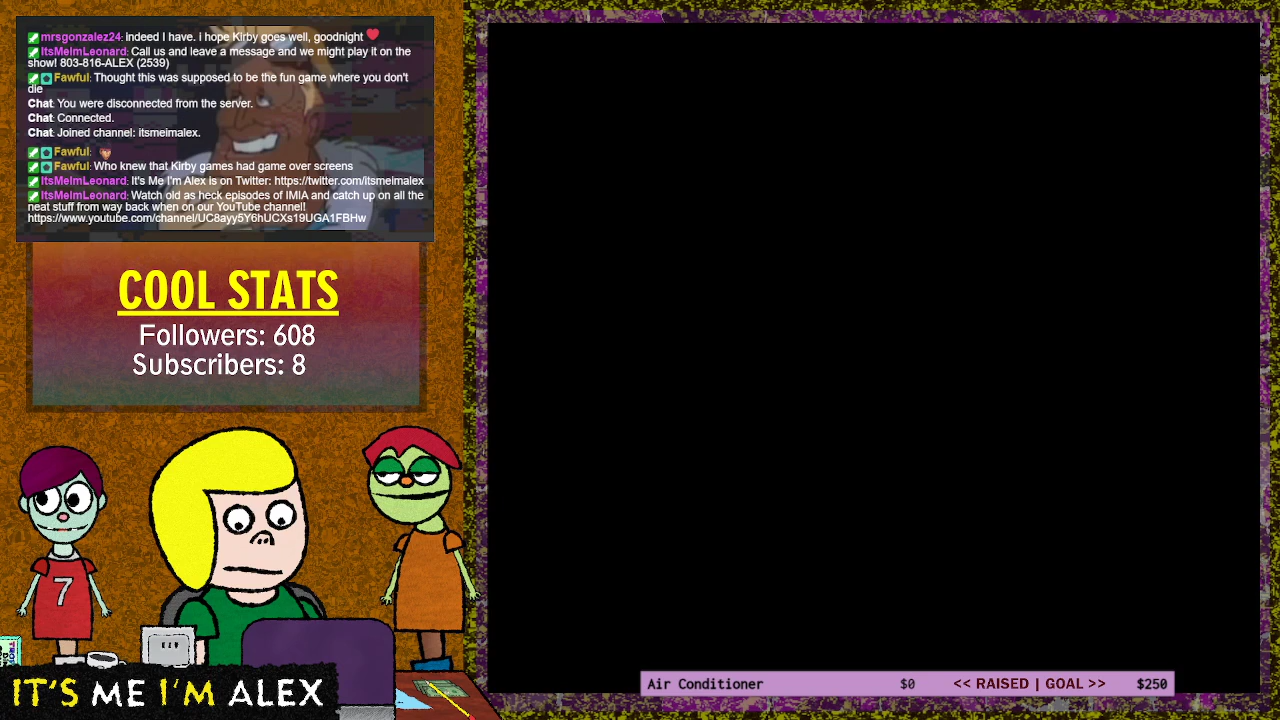 mrsgonzalez24: indeed I have. i hope Kirby goes well, goodnight
ItsMeImLeonard: Call us and leave a message and we might play it on the
show! 803-816-ALEX (2539)
Fawful: Thought this was supposed to be the fun game where you don't
die
Chat: You were disconnected from the server.
Chat: Connected.
Chat: Joined channel: itsmeimalex.
Fawful:
Fawful: Who knew that Kirby games had game over screens
ItsMeImLeonard: It's Me I'm Alex is on Twitter: https://twitter.com/itsmeimalex
ItsMeImLeonard: Watch old as heck episodes of IMIA and catch up on all the
neat stuff from way back when on our YouTube channel!
https://www.youtube.com/channel/UC8ayy5Y6hUCXs19UGA1FBHw
COOL STATS
Followers: 608
Subscribers: 8
7
IT'S ME I'M ALEX
Air Conditioner $0 << RAISED | GOAL >> $250